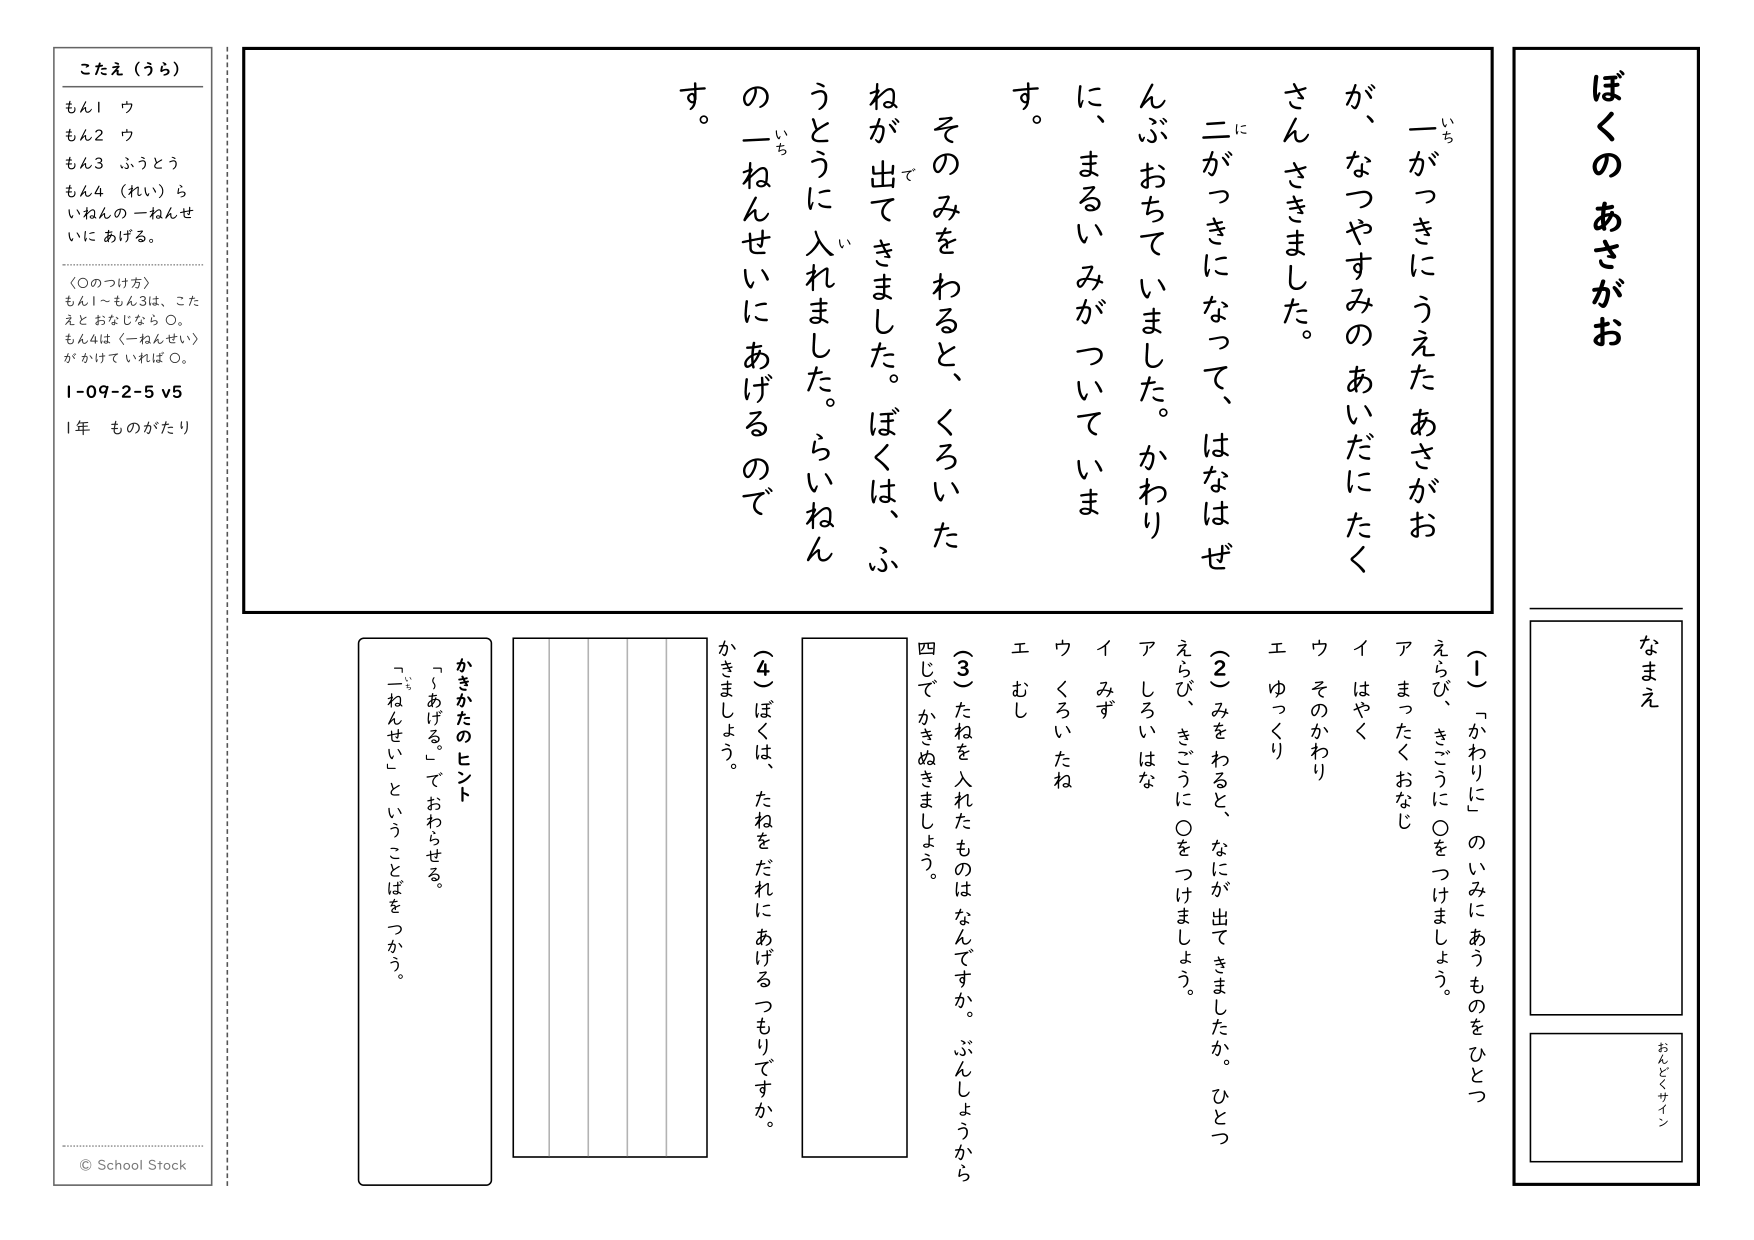 ぼくの あさがお
なまえ
おんどくサイン
一がっきに うえた あさがお
いち
が、なつやすみの あいだに たく
さん さきました。
二がっきに なって、はなは ぜ
に
んぶ おちて いました。かわり
に、まるい みが ついて いま
す。
その みを わると、くろい た
ねが 出て きました。ぼくは、ふ
で
うとうに 入れました。らいねん
い
の 一ねんせいに あげる ので
いち
す。
(1)「かわりに」の いみに あう ものを ひとつ
えらび、きごうに ○を つけましょう。
ア まったく おなじ
イ はやく
ウ そのかわり
エ ゆっくり
(2)みを わると、なにが 出て きましたか。ひとつ
えらび、きごうに ○を つけましょう。
ア しろい はな
イ みず
ウ くろい たね
エ むし
(3)たねを 入れた ものは なんですか。ぶんしょうから
四じで かきぬきましょう。
(4)ぼくは、たねを だれに あげる つもりですか。
かきましょう。
かきかたの ヒント
「〜あげる。」で おわらせる。
「一ねんせい」と いう ことばを つかう。
いち
こたえ(うら)
もん1 ウ
もん2 ウ
もん3 ふうとう
もん4 (れい)ら
いねんの 一ねんせ
いに あげる。
〈○のつけ方〉
もん1〜もん3は、こた
えと おなじなら ○。
もん4は〈一ねんせい〉
が かけて いれば ○。
1-09-2-5 v5
1年 ものがたり
© School Stock